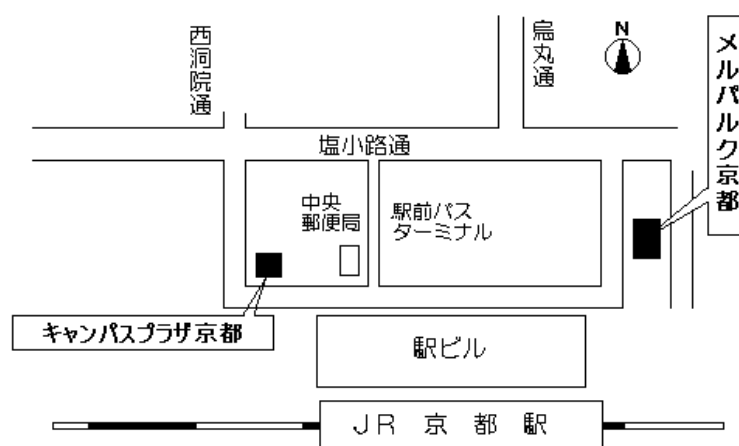 西洞院通
烏丸通
N
メルパルク京都
塩小路通
中央
郵便局
駅前バス
ターミナル
キャンパスプラザ京都
駅ビル
JR 京都駅